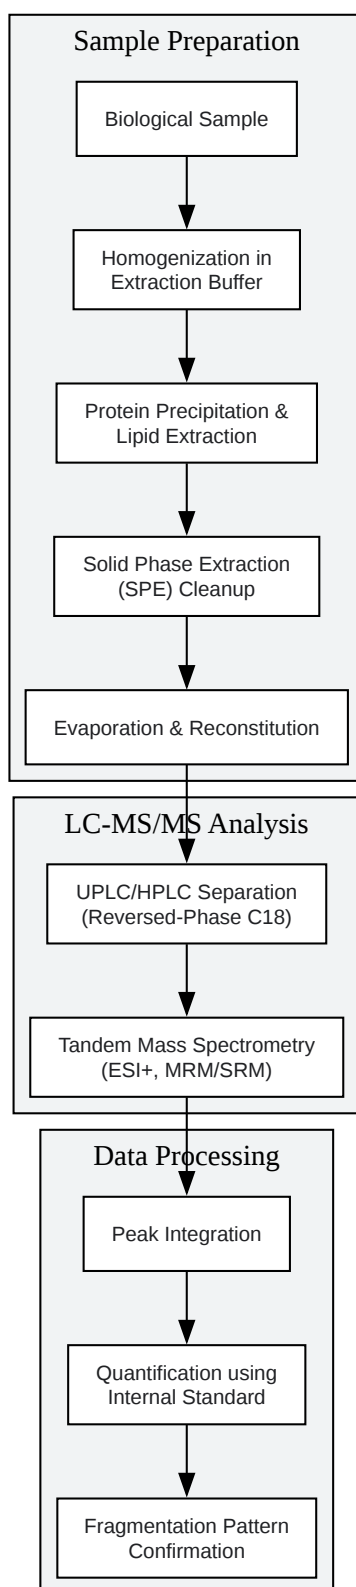 Sample Preparation
Biological Sample
Homogenization in
Extraction Buffer
Protein Precipitation &
Lipid Extraction
Solid Phase Extraction
(SPE) Cleanup
Evaporation & Reconstitution
LC-MS/MS Analysis
UPLC/HPLC Separation
(Reversed-Phase C18)
Tandem Mass Spectrometry
(ESI+, MRM/SRM)
Data Processing
Peak Integration
Quantification using
Internal Standard
Fragmentation Pattern
Confirmation